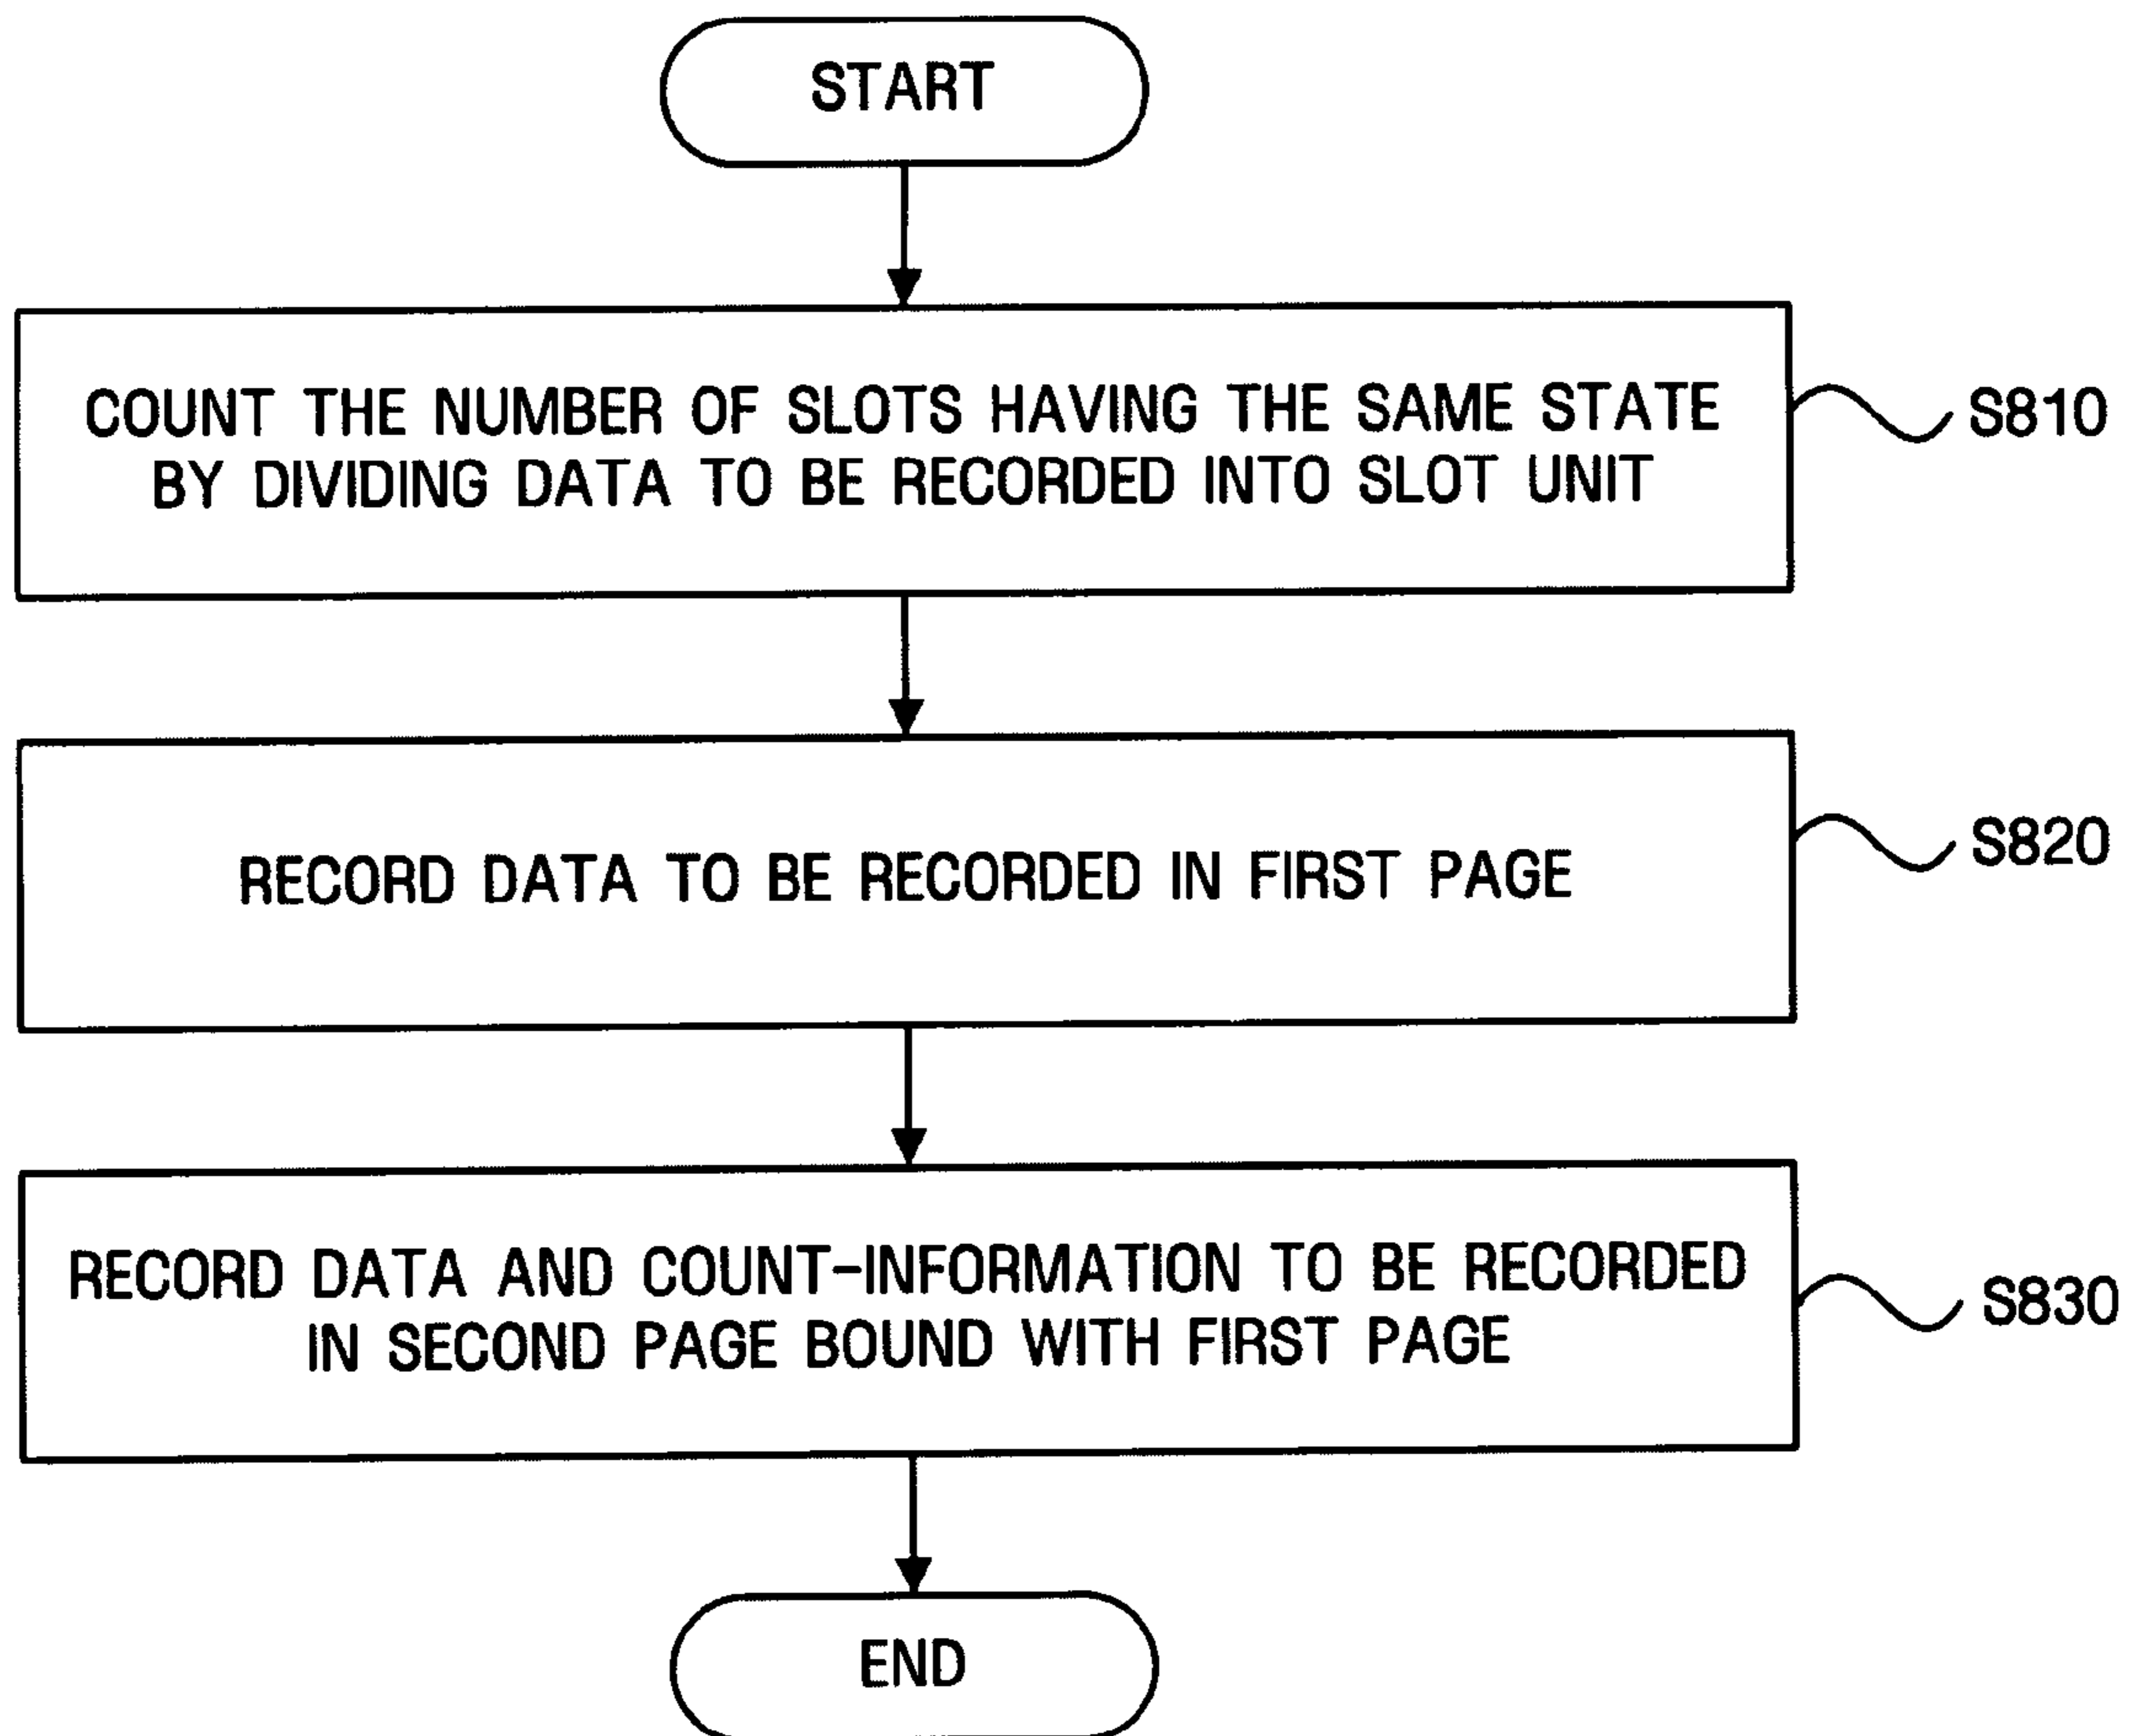 START
COUNT THE NUMBER OF SLOTS HAVING THE SAME STATE
BY DIVIDING DATA TO BE RECORDED INTO SLOT UNIT
S810
RECORD DATA TO BE RECORDED IN FIRST PAGE
S820
RECORD DATA AND COUNT-INFORMATION TO BE RECORDED
IN SECOND PAGE BOUND WITH FIRST PAGE
S830
END